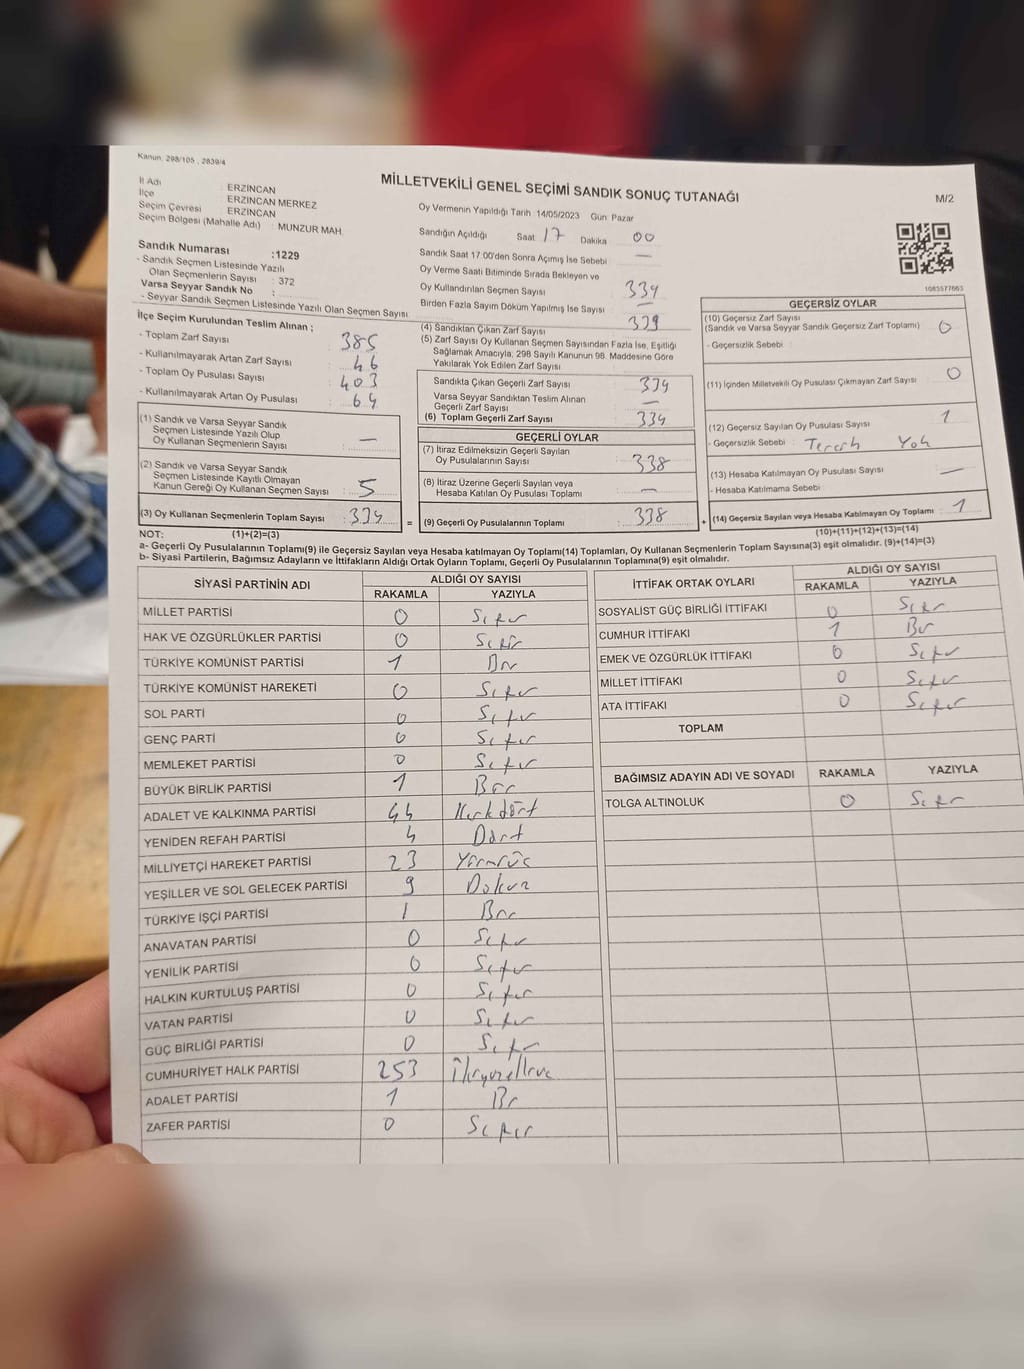 Kanun: 298/105 , 2839/4
MİLLETVEKİLİ GENEL SEÇİMİ SANDIK SONUÇ TUTANAĞI
M/2
İl Adı : ERZİNCAN
İlçe : ERZİNCAN MERKEZ
Seçim Çevresi : ERZİNCAN
Seçim Bölgesi (Mahalle Adı) : MUNZUR MAH.
Oy Vermenin Yapıldığı Tarih :14/05/2023 Gün: Pazar
Sandığın Açıldığı Saat 17 Dakika 00
Sandık Saat 17:00'den Sonra Açımış İse Sebebi : —
Oy Verme Saati Bitiminde Sırada Bekleyen ve
Oy Kullandırılan Seçmen Sayısı : 339
Birden Fazla Sayım Döküm Yapılmış İse Sayısı : —
Sandık Numarası :1229
- Sandık Seçmen Listesinde Yazılı
Olan Seçmenlerin Sayısı : 372
Varsa Seyyar Sandık No :
- Seyyar Sandık Seçmen Listesinde Yazılı Olan Seçmen Sayısı :
İlçe Seçim Kurulundan Teslim Alınan ;
- Toplam Zarf Sayısı : 385
- Kullanılmayarak Artan Zarf Sayısı : 46
- Toplam Oy Pusulası Sayısı : 403
- Kullanılmayarak Artan Oy Pusulası : 64
(1) Sandık ve Varsa Seyyar Sandık
Seçmen Listesinde Yazılı Olup
Oy Kullanan Seçmenlerin Sayısı : —
(2) Sandık ve Varsa Seyyar Sandık
Seçmen Listesinde Kayıtlı Olmayan
Kanun Gereği Oy Kullanan Seçmen Sayısı : 5
(3) Oy Kullanan Seçmenlerin Toplam Sayısı : 339
(1)+(2)=(3)
(4) Sandıktan Çıkan Zarf Sayısı : 339
(5) Zarf Sayısı Oy Kullanan Seçmen Sayısından Fazla İse, Eşitliği
Sağlamak Amacıyla; 298 Sayılı Kanunun 98. Maddesine Göre
Yakılarak Yok Edilen Zarf Sayısı :
Sandıkta Çıkan Geçerli Zarf Sayısı : 339
Varsa Seyyar Sandıktan Teslim Alınan
Geçerli Zarf Sayısı : —
(6) Toplam Geçerli Zarf Sayısı : 339
GEÇERLİ OYLAR
(7) İtiraz Edilmeksizin Geçerli Sayılan
Oy Pusulalarının Sayısı : 338
(8) İtiraz Üzerine Geçerli Sayılan veya
Hesaba Katılan Oy Pusulası Toplamı : —
= (9) Geçerli Oy Pusulalarının Toplamı : 338
1085577663
GEÇERSİZ OYLAR
(10) Geçersiz Zarf Sayısı
(Sandık ve Varsa Seyyar Sandık Geçersiz Zarf Toplamı) : 0
- Geçersizlik Sebebi :
(11) İçinden Milletvekili Oy Pusulası Çıkmayan Zarf Sayısı : 0
(12) Geçersiz Sayılan Oy Pusulası Sayısı : 1
- Geçersizlik Sebebi : Tercih Yok
(13) Hesaba Katılmayan Oy Pusulası Sayısı : —
- Hesaba Katılmama Sebebi
+ (14) Geçersiz Sayılan veya Hesaba Katılmayan Oy Toplamı : 1
(10)+(11)+(12)+(13)=(14)
NOT:
a- Geçerli Oy Pusulalarının Toplamı(9) ile Geçersiz Sayılan veya Hesaba katılmayan Oy Toplamı(14) Toplamları, Oy Kullanan Seçmenlerin Toplam Sayısına(3) eşit olmalıdır. (9)+(14)=(3)
b- Siyasi Partilerin, Bağımsız Adayların ve İttifakların Aldığı Ortak Oyların Toplamı, Geçerli Oy Pusulalarının Toplamına(9) eşit olmalıdır.
SİYASİ PARTİNİN ADI ALDIĞI OY SAYISI
RAKAMLA YAZIYLA
MİLLET PARTİSİ 0 Sıfır
HAK VE ÖZGÜRLÜKLER PARTİSİ 0 Sıfır
TÜRKİYE KOMÜNİST PARTİSİ 1 Bir
TÜRKİYE KOMÜNİST HAREKETİ 0 Sıfır
SOL PARTİ 0 Sıfır
GENÇ PARTİ 0 Sıfır
MEMLEKET PARTİSİ 0 Sıfır
BÜYÜK BİRLİK PARTİSİ 1 Bir
ADALET VE KALKINMA PARTİSİ 44 Kırkdört
YENİDEN REFAH PARTİSİ 4 Dört
MİLLİYETÇİ HAREKET PARTİSİ 23 Yirmiüç
YEŞİLLER VE SOL GELECEK PARTİSİ 9 Dokuz
TÜRKİYE İŞÇİ PARTİSİ 1 Bir
ANAVATAN PARTİSİ 0 Sıfır
YENİLİK PARTİSİ 0 Sıfır
HALKIN KURTULUŞ PARTİSİ 0 Sıfır
VATAN PARTİSİ 0 Sıfır
GÜÇ BİRLİĞİ PARTİSİ 0 Sıfır
CUMHURİYET HALK PARTİSİ 253
ADALET PARTİSİ 1 Bir
ZAFER PARTİSİ 0 Sıfır
İTTİFAK ORTAK OYLARI ALDIĞI OY SAYISI
RAKAMLA YAZIYLA
SOSYALİST GÜÇ BİRLİĞİ İTTİFAKI 0 Sıfır
CUMHUR İTTİFAKI 1 Bir
EMEK VE ÖZGÜRLÜK İTTİFAKI 0 Sıfır
MİLLET İTTİFAKI 0 Sıfır
ATA İTTİFAKI 0 Sıfır
TOPLAM
BAĞIMSIZ ADAYIN ADI VE SOYADI RAKAMLA YAZIYLA
TOLGA ALTINOLUK 0 Sıfır